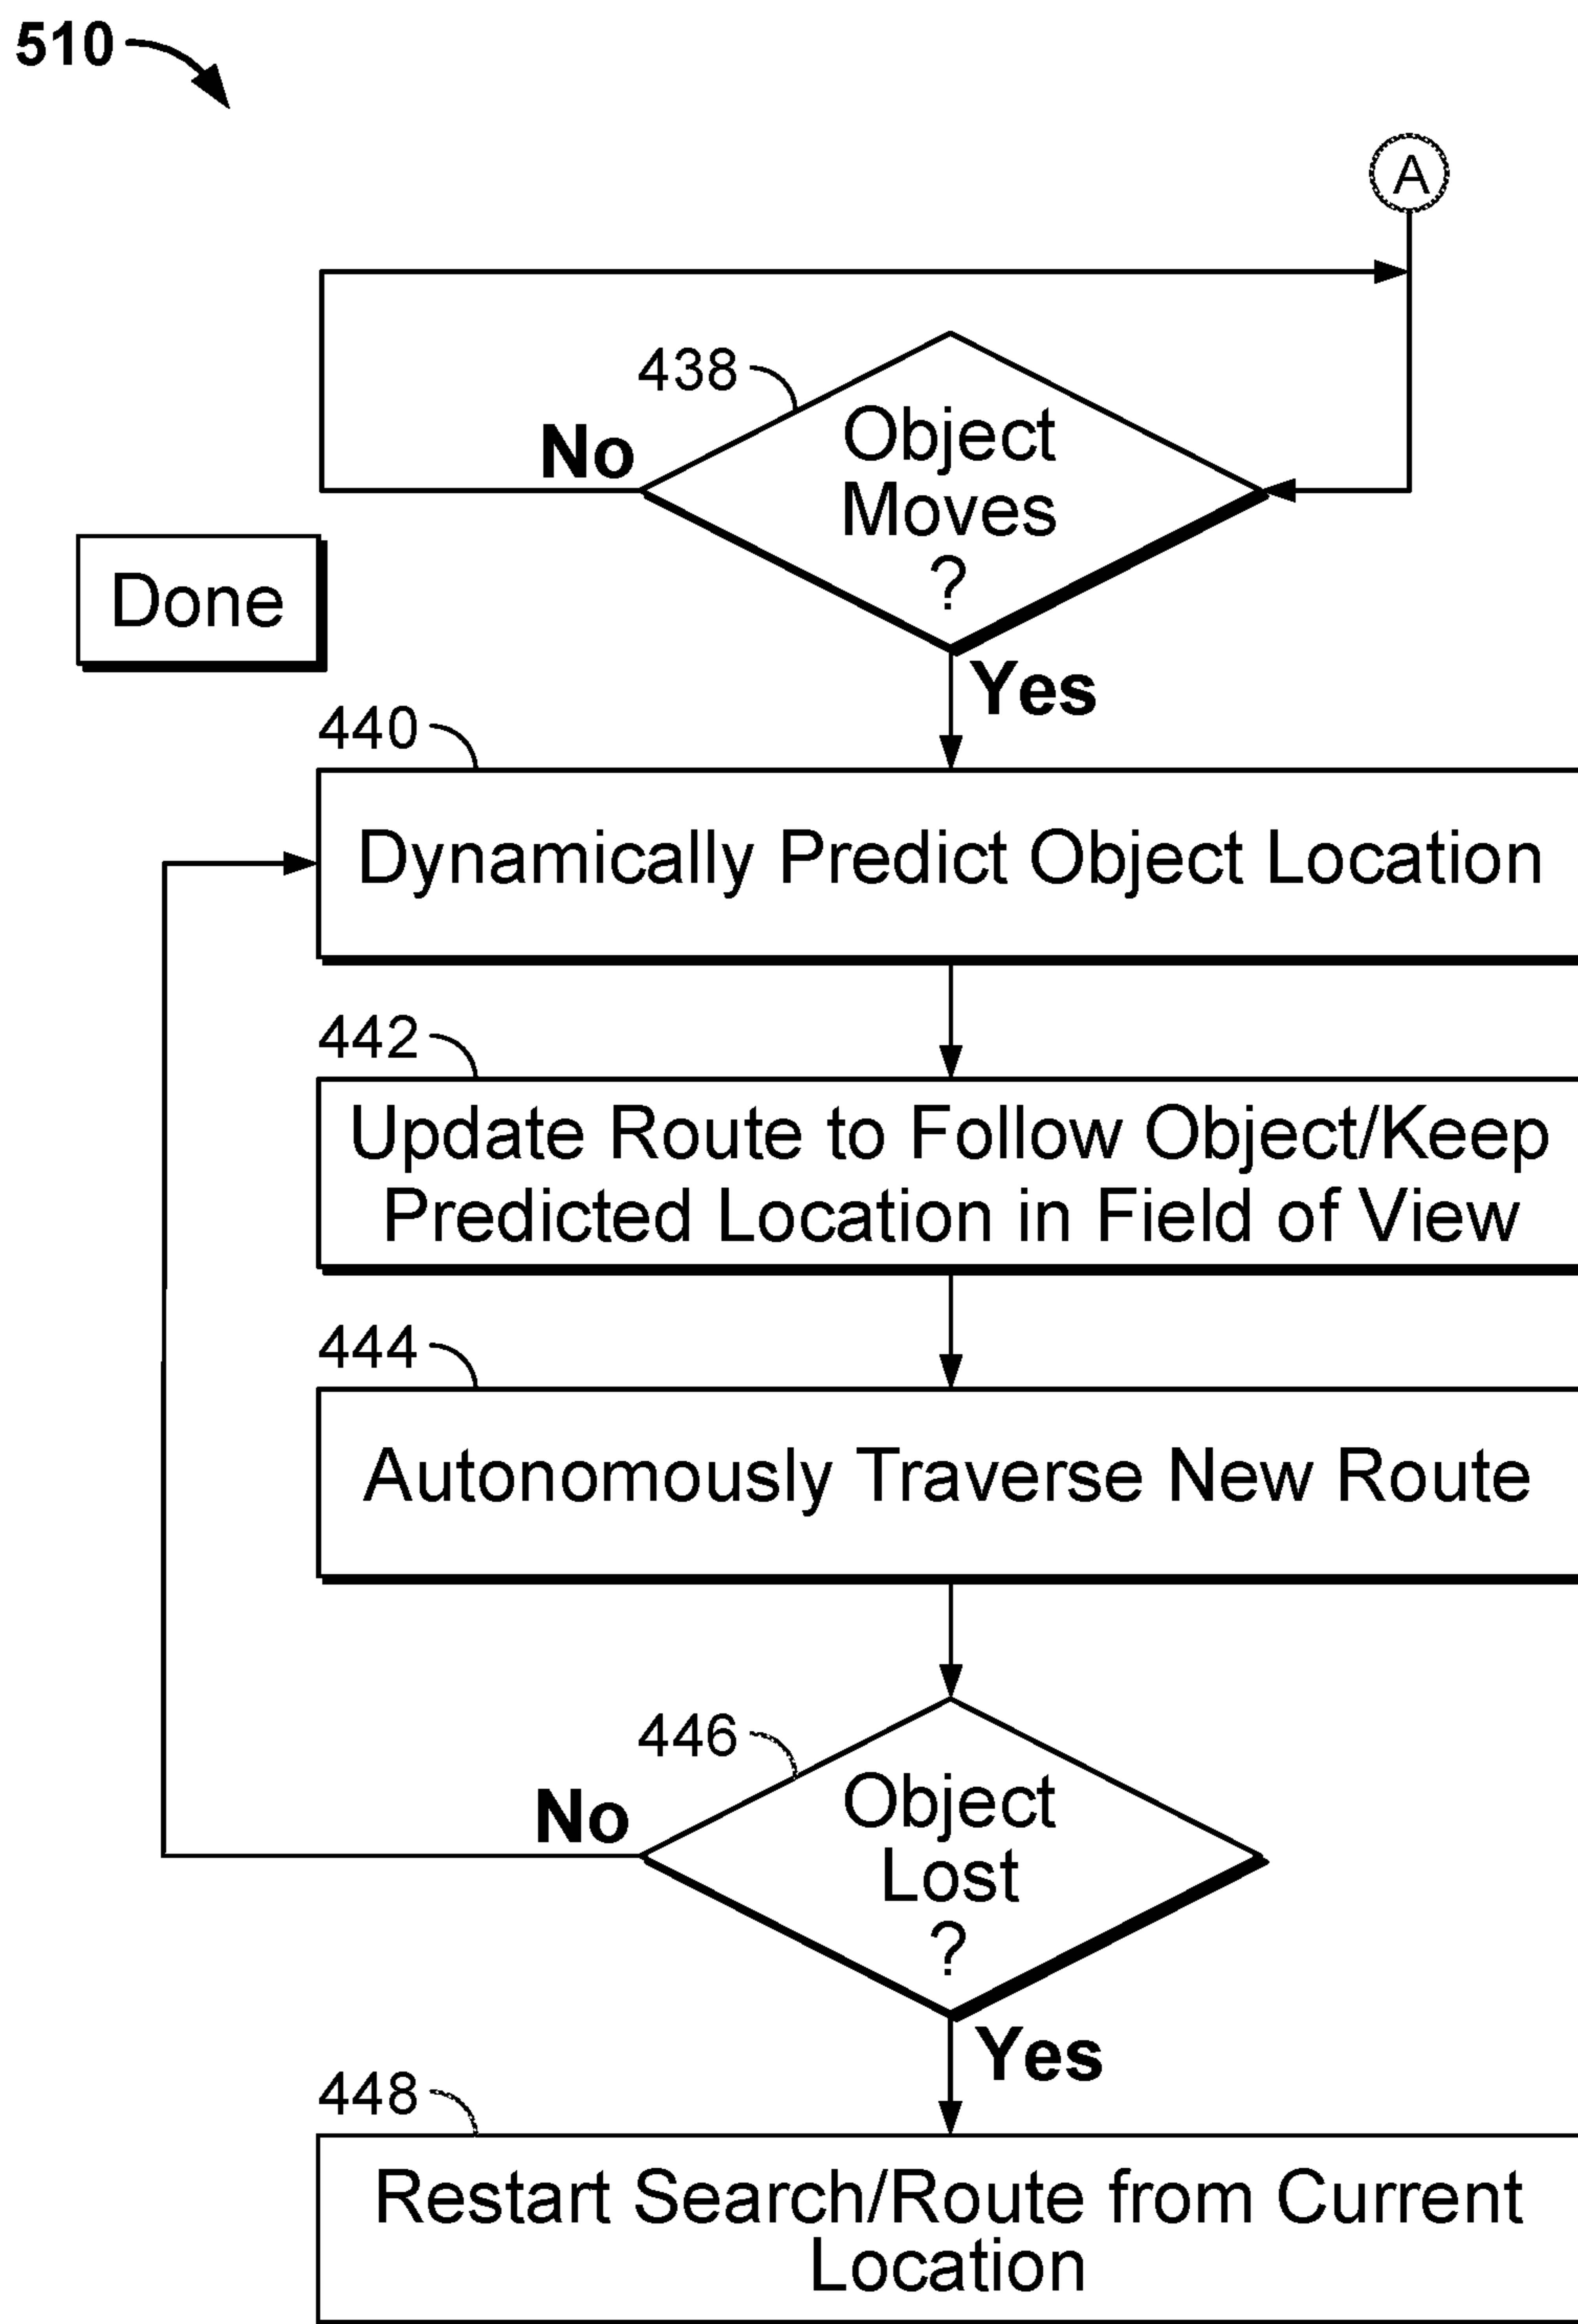 510
A
438
Object
Moves
?
No
Done
Yes
440
Dynamically Predict Object Location
442
Update Route to Follow Object/Keep
Predicted Location in Field of View
444
Autonomously Traverse New Route
446
Object
Lost
?
No
Yes
448
Restart Search/Route from Current
Location